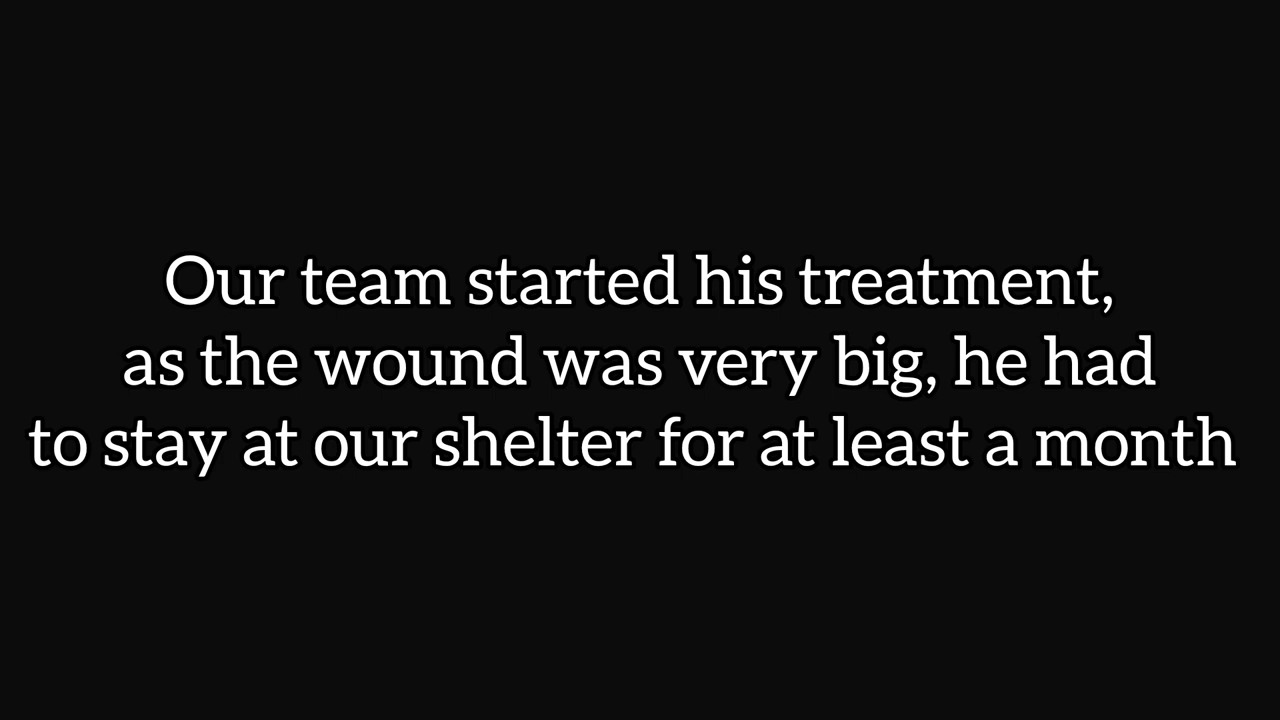 Our team started his treatment,
as the wound was very big, he had
to stay at our shelter for at least a month